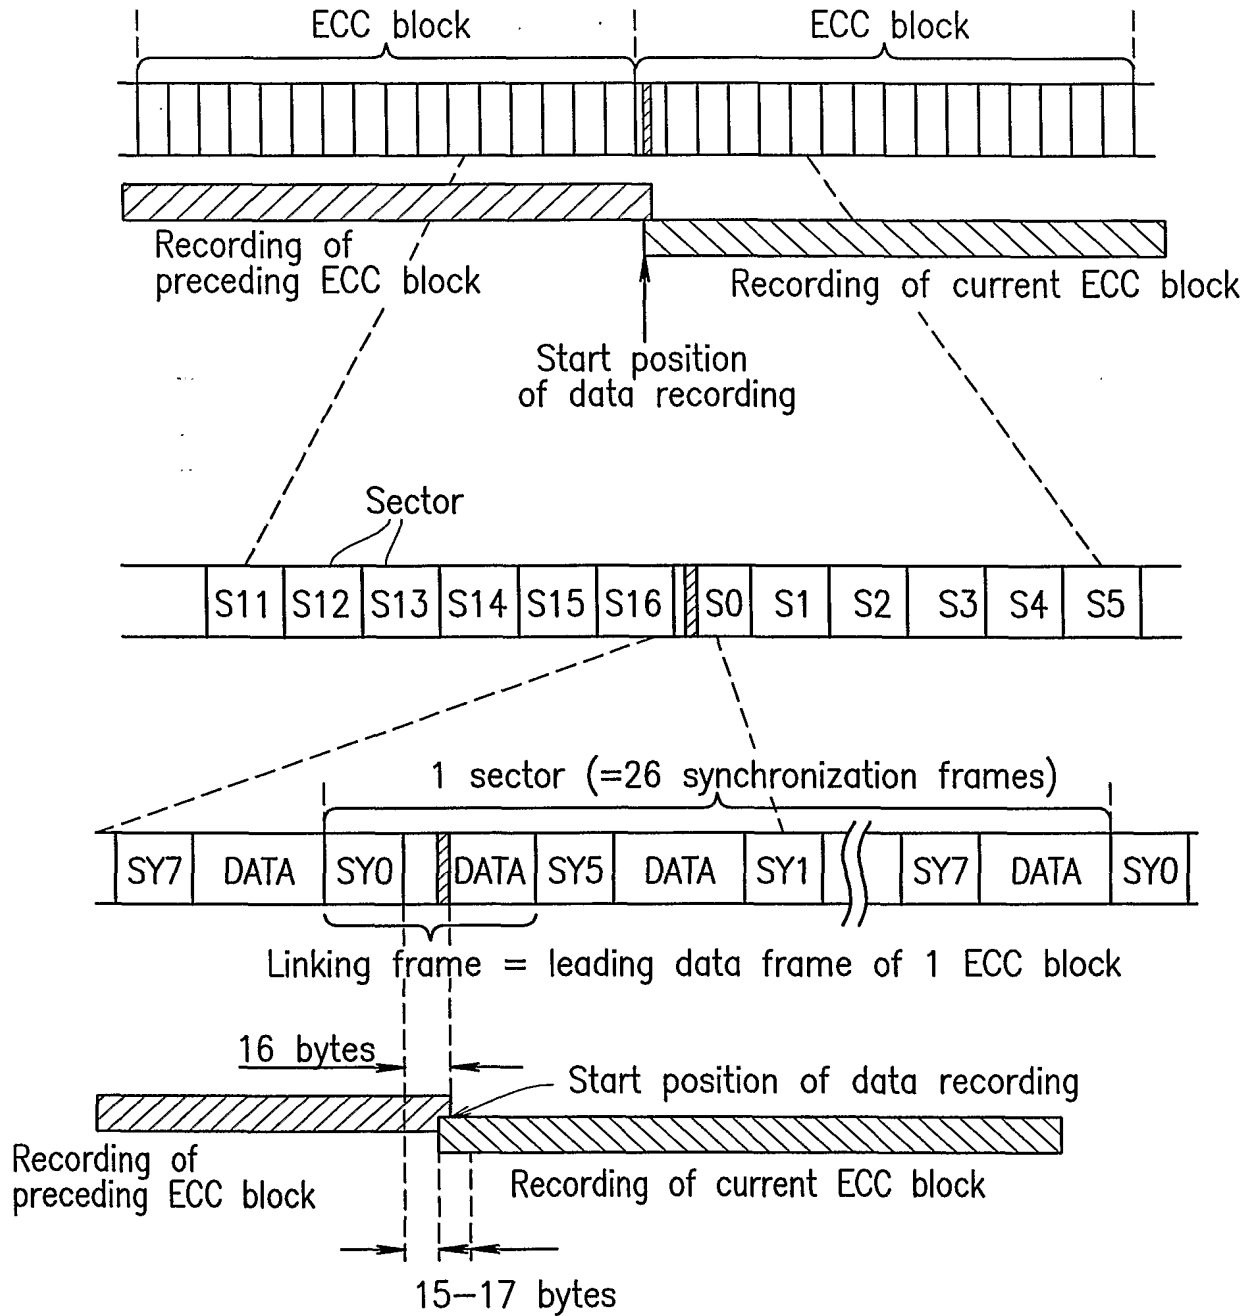 ECC block ECC block
Recording of
preceding ECC block
Recording of current ECC block
Start position
of data recording
Sector
S11 S12 S13 S14 S15 S16 S0 S1 S2 S3 S4 S5
1 sector (=26 synchronization frames)
SY7 DATA SY0 DATA SY5 DATA SY1 SY7 DATA SY0
Linking frame = leading data frame of 1 ECC block
16 bytes
Start position of data recording
Recording of
preceding ECC block
Recording of current ECC block
15-17 bytes